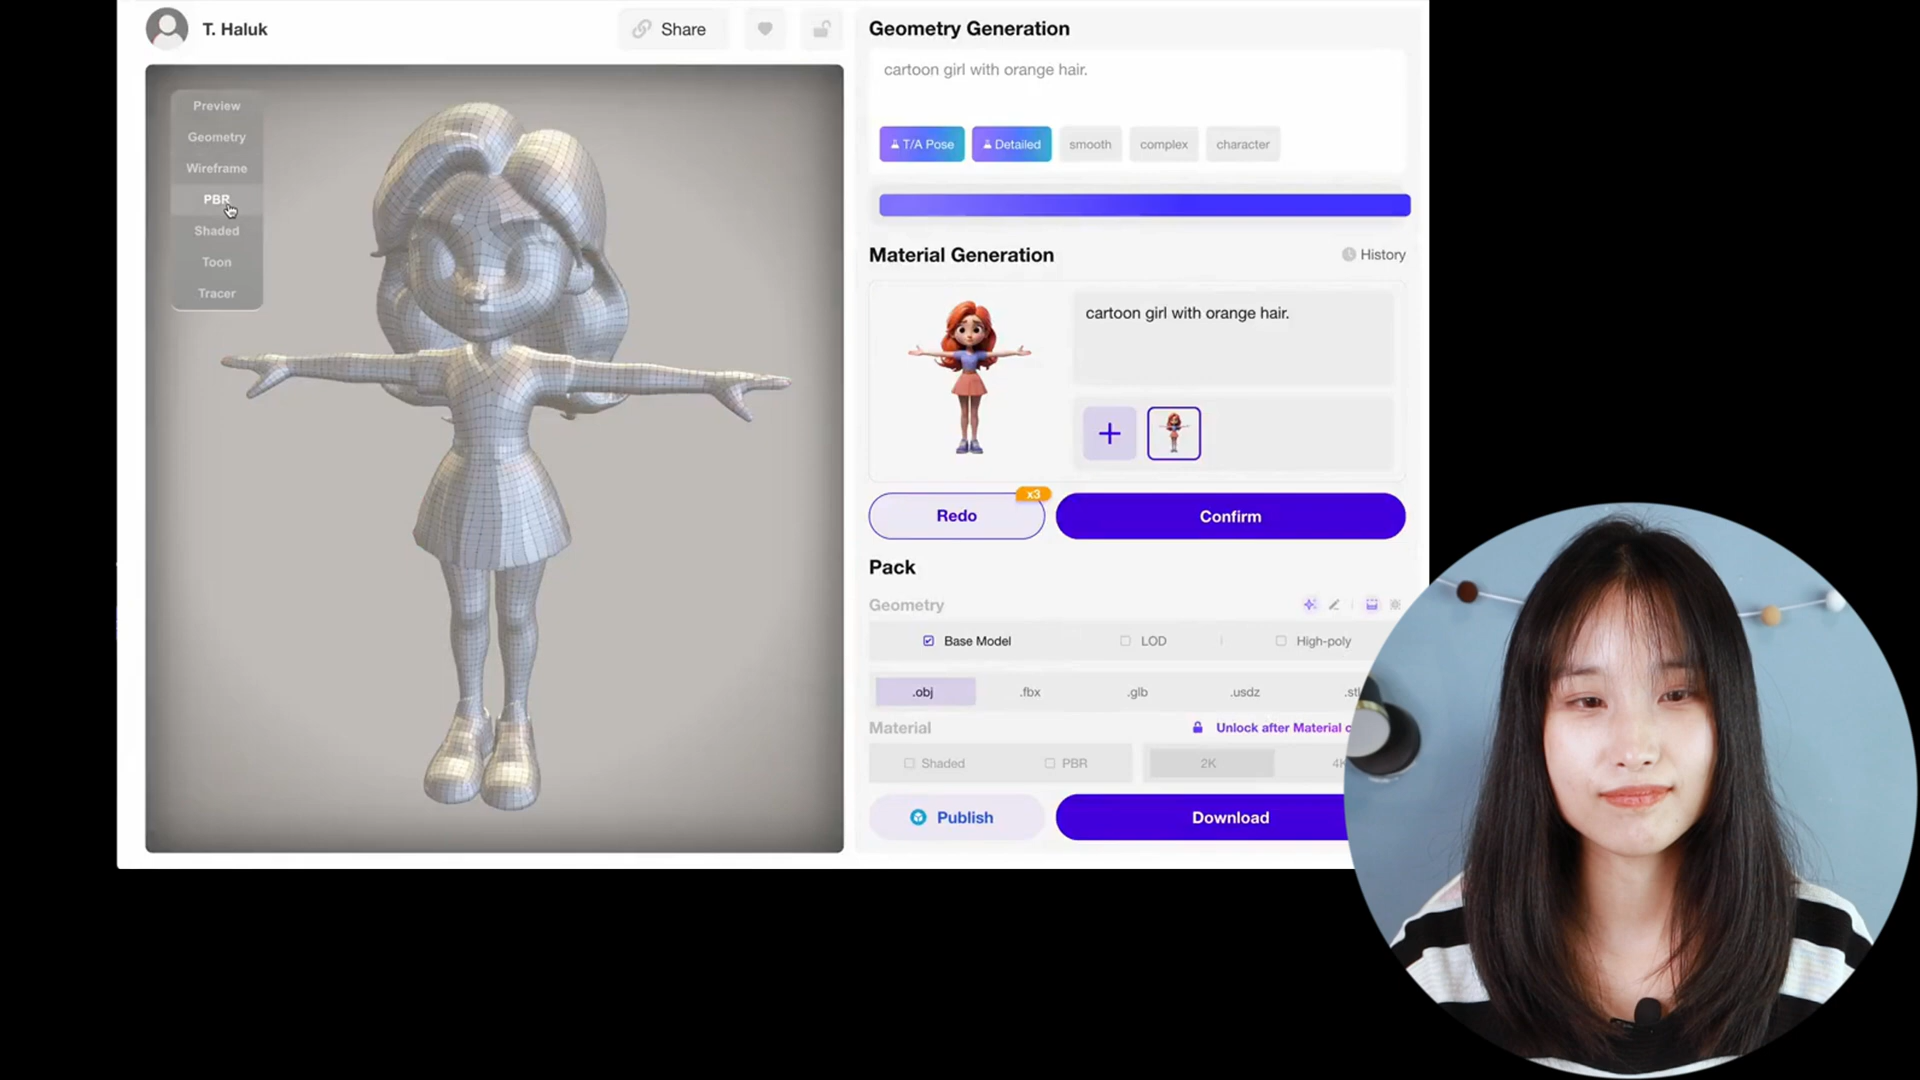 T. Haluk
Share
Preview
Geometry
Wireframe
PBR
Shaded
Toon
Tracer
Geometry Generation
cartoon girl with orange hair.
T/A Pose
Detailed
smooth
complex
character
Material Generation
History
cartoon girl with orange hair.
x3
Redo
Confirm
Pack
Geometry
Base Model
LOD
High-poly
.obj
.fbx
.glb
.usdz
Material
Unlock after Material
Shaded
PBR
2K
Publish
Download